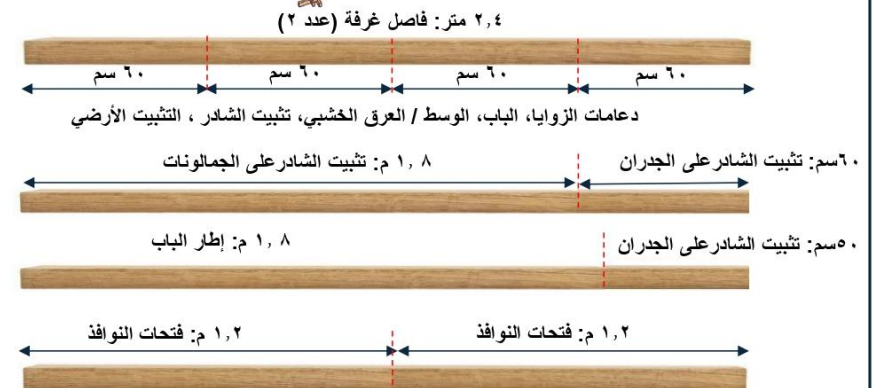 ٢,٤ متر: فاصل غرفة (عدد ٢)
٦٠ سم ٦٠ سم ٦٠ سم ٦٠ سم
دعامات الزوايا، الباب، الوسط / العرق الخشبي، تثبيت الشادر ، التثبيت الأرضي
٦٠سم: تثبيت الشادرعلى الجدران ١,٨ م: تثبيت الشادرعلى الجمالونات
٥٠سم: تثبيت الشادرعلى الجدران ١,٨ م: إطار الباب
١,٢ م: فتحات النوافذ ١,٢ م: فتحات النوافذ